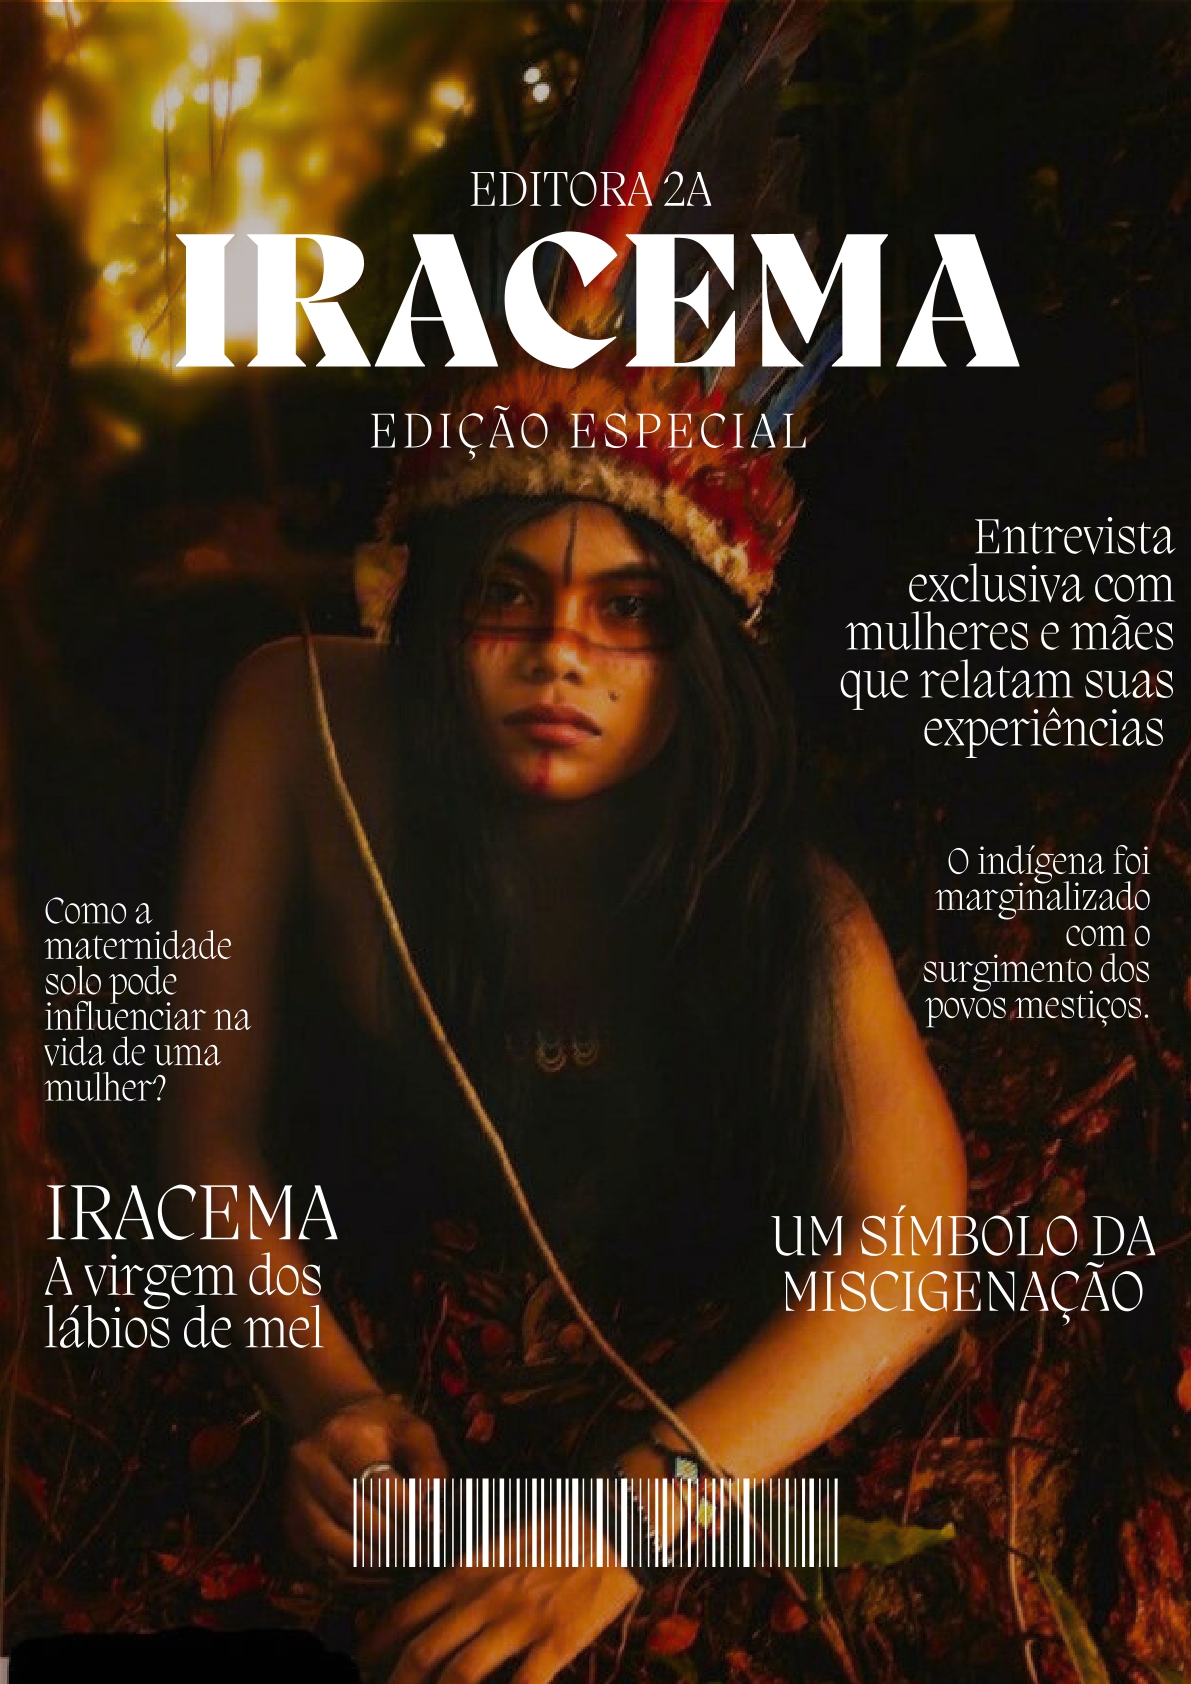 EDITORA 2A
IRACEMA
EDIÇÃO ESPECIAL
Entrevista
exclusiva com
mulheres e mães
que relatam suas
experiências
O indígena foi
marginalizado
com o
surgimento dos
povos mestiços.
Como a
maternidade
solo pode
influenciar na
vida de uma
mulher?
IRACEMA
A virgem dos
lábios de mel
UM SÍMBOLO DA
MISCIGENAÇÃO